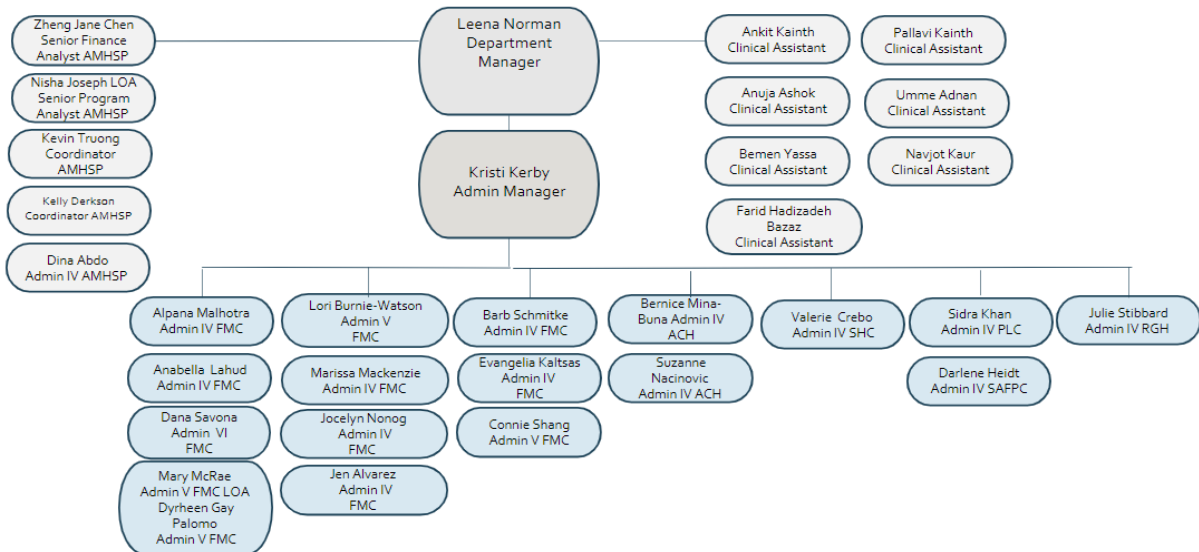 Zheng Jane Chen
Senior Finance
Analyst AMHSP
Nisha Joseph LOA
Senior Program
Analyst AMHSP
Kevin Truong
Coordinator
AMHSP
Kelly Derkson
Coordinator AMHSP
Dina Abdo
Admin IV AMHSP
Leena Norman
Department
Manager
Kristi Kerby
Admin Manager
Ankit Kainth
Clinical Assistant
Pallavi Kainth
Clinical Assistant
Anuja Ashok
Clinical Assistant
Umme Adnan
Clinical Assistant
Bemen Yassa
Clinical Assistant
Navjot Kaur
Clinical Assistant
Farid Hadizadeh
Bazaz
Clinical Assistant
Alpana Malhotra
Admin IV FMC
Anabella Lahud
Admin IV FMC
Dana Savona
Admin VI
FMC
Mary McRae
Admin V FMC LOA
Dyrheen Gay
Palomo
Admin V FMC
Lori Burnie-Watson
Admin V
FMC
Marissa Mackenzie
Admin IV FMC
Jocelyn Nonog
Admin IV
FMC
Jen Alvarez
Admin IV
FMC
Barb Schmitke
Admin IV FMC
Evangelia Kaltsas
Admin IV
FMC
Connie Shang
Admin V FMC
Bernice Mina-
Buna Admin IV
ACH
Suzanne
Nacinovic
Admin IV ACH
Valerie Crebo
Admin IV SHC
Sidra Khan
Admin IV PLC
Darlene Heidt
Admin IV SAFPC
Julie Stibbard
Admin IV RGH